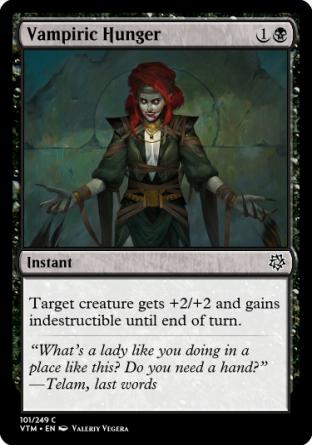 Vampiric Hunger 1
Instant
Target creature gets +2/+2 and gains
indestructible until end of turn.
“What's a lady like you doing in a
place like this? Do you need a hand?”
—Telam, last words
101/249 C
VTM • EN Valeriy Vegera